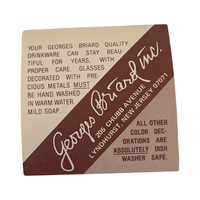 YOUR GEORGES BRIARD QUALITY
DRINKWARE CAN STAY BEAU-
TIFUL FOR YEARS, WITH
PROPER CARE. GLASSES
DECORATED WITH PRE-
CIOUS METALS MUST
BE HAND WASHED
IN WARM WATER,
MILD SOAP.
Georges Briard inc.
205 CHUBB AVENUE
LYNDHURST, NEW JERSEY 07071
ALL OTHER
COLOR DEC-
ORATIONS ARE
ABSOLUTELY DISH
WASHER SAFE.